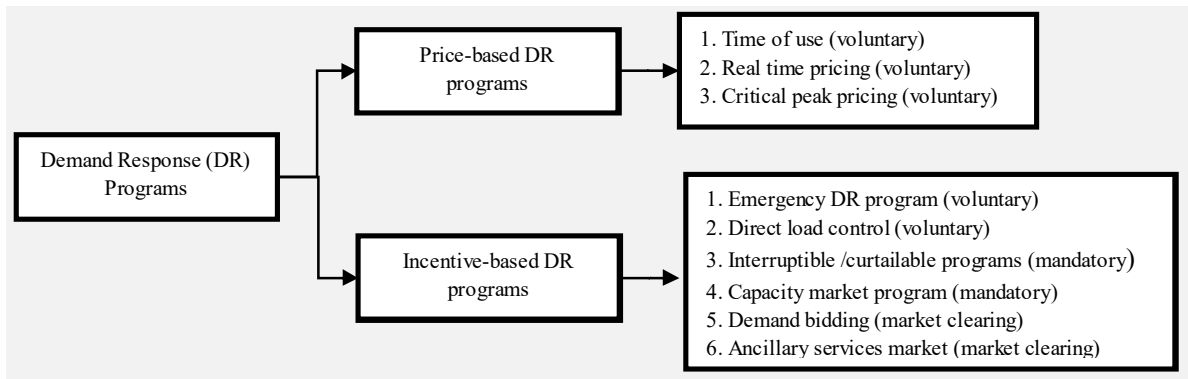 Demand Response (DR)
Programs
Price-based DR
programs
1. Time of use (voluntary)
2. Real time pricing (voluntary)
3. Critical peak pricing (voluntary)
Incentive-based DR
programs
1. Emergency DR program (voluntary)
2. Direct load control (voluntary)
3. Interruptible /curtailable programs (mandatory)
4. Capacity market program (mandatory)
5. Demand bidding (market clearing)
6. Ancillary services market (market clearing)